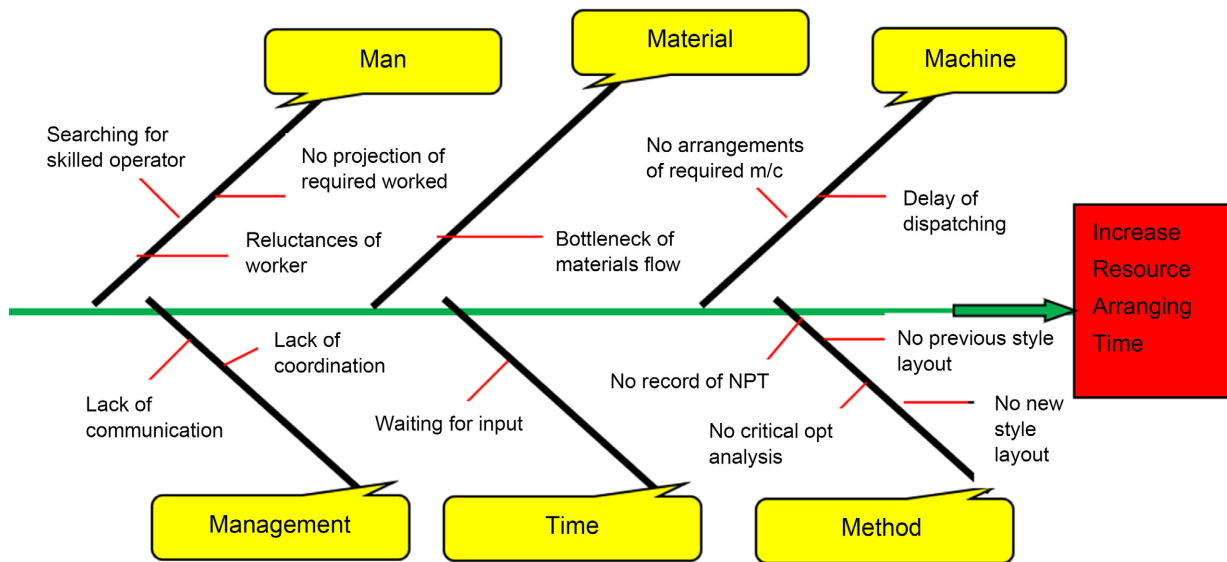 Man
Material
Machine
Searching for
skilled operator
No projection of
required worked
Reluctances of
worker
Bottleneck of
materials flow
No arrangements
of required m/c
Delay of
dispatching
Increase
Resource
Arranging
Time
Lack of
coordination
Lack of
communication
Waiting for input
No record of NPT
No previous style
layout
No critical opt
analysis
No new
style
layout
Management
Time
Method